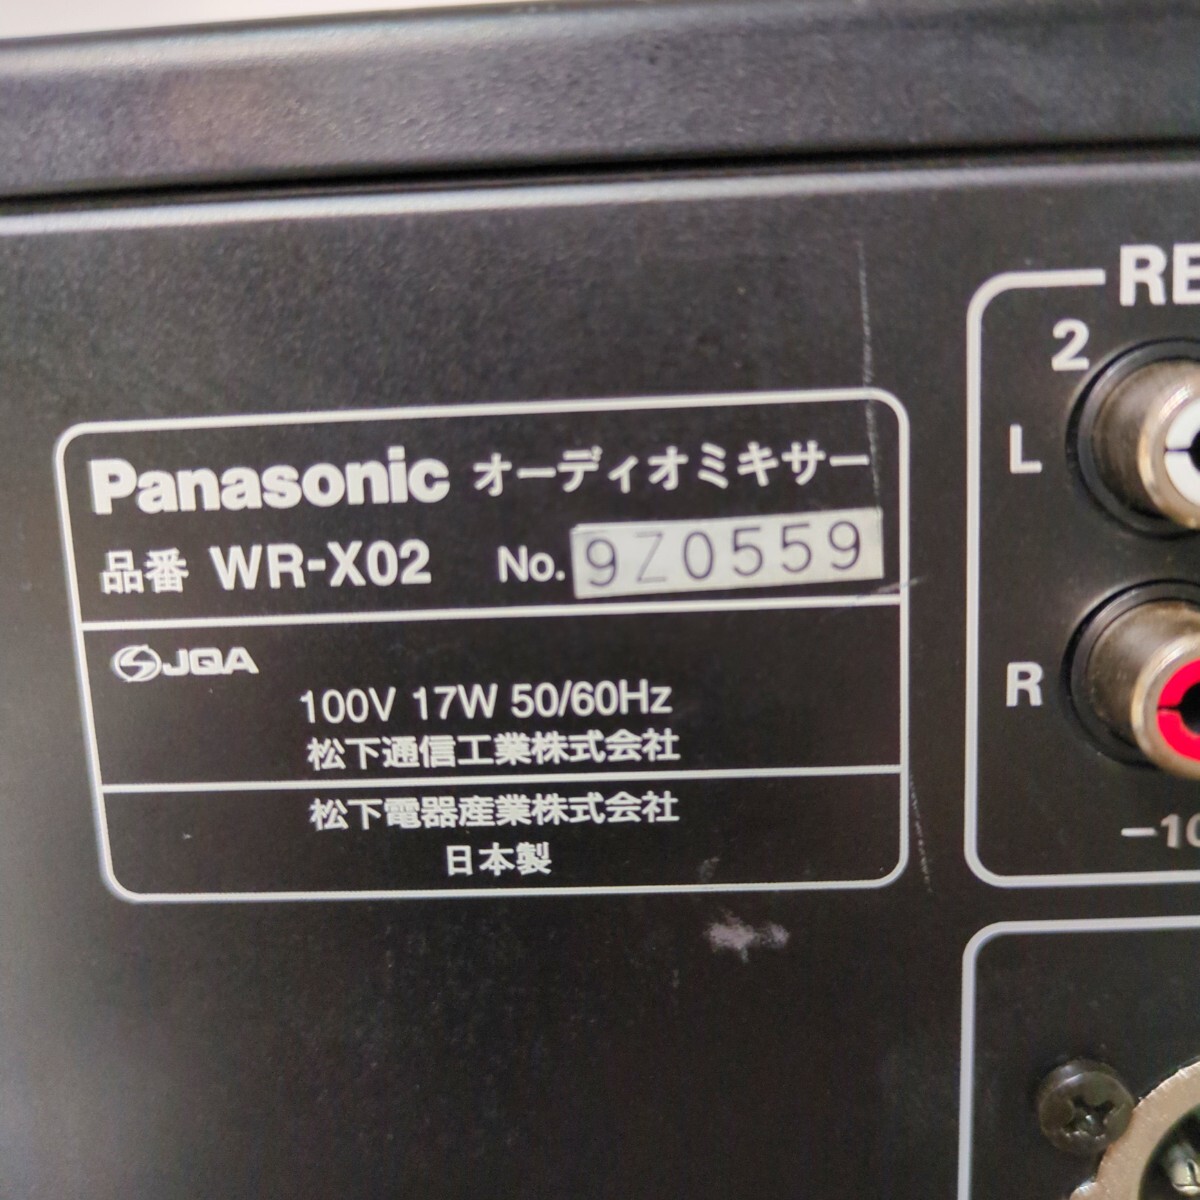 Panasonic オーディオミキサー
品番 WR-X02 No. 9Z0559
JQA
100V 17W 50/60Hz
松下通信工業株式会社
松下電器産業株式会社
日本製
2
L
R